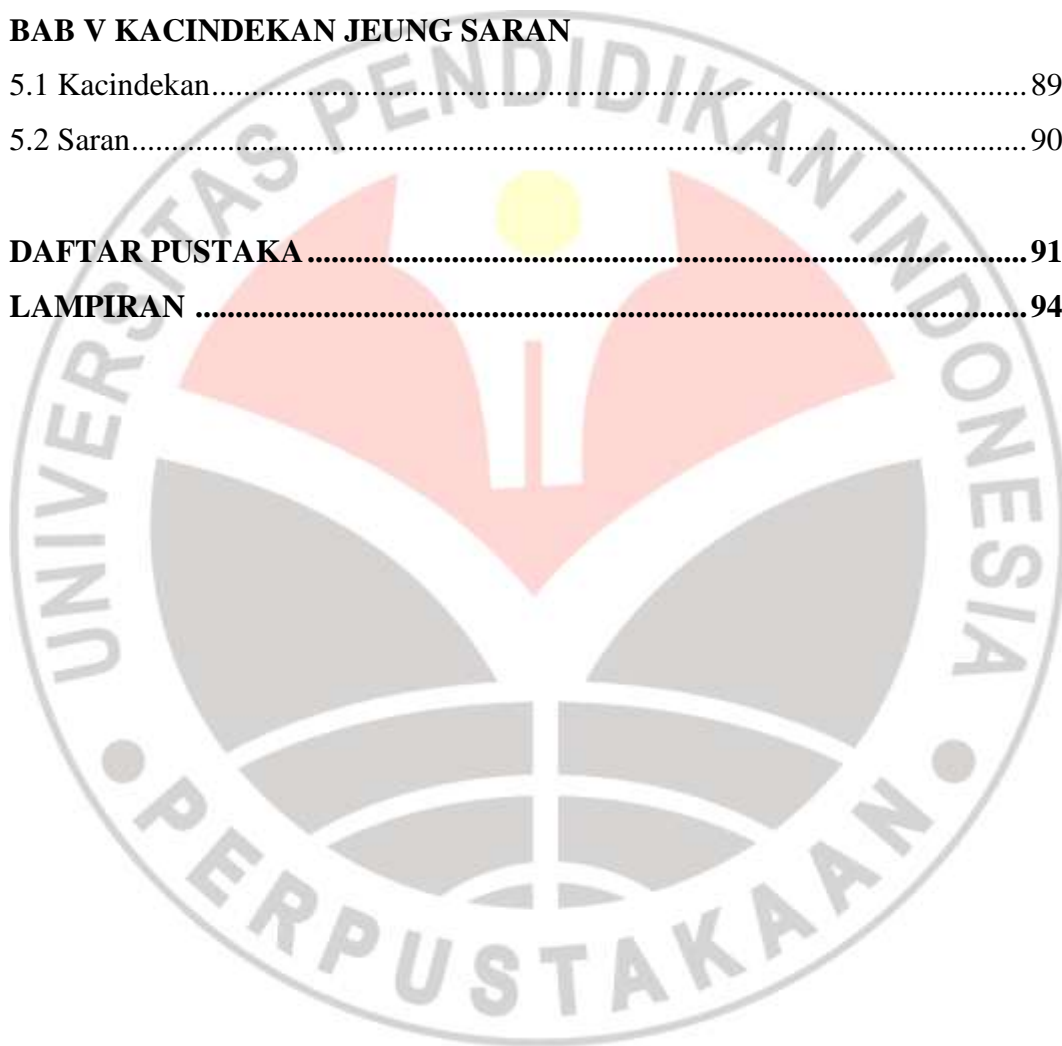 BAB V KACINDEKAN JEUNG SARAN
5.1 Kacindekan.......................................................................................... 89
5.2 Saran.................................................................................................... 90
DAFTAR PUSTAKA ................................................................................ 91
LAMPIRAN ............................................................................................. 94
UNIVERSITAS PENDIDIKAN INDONESIA
PERPUSTAKAAN